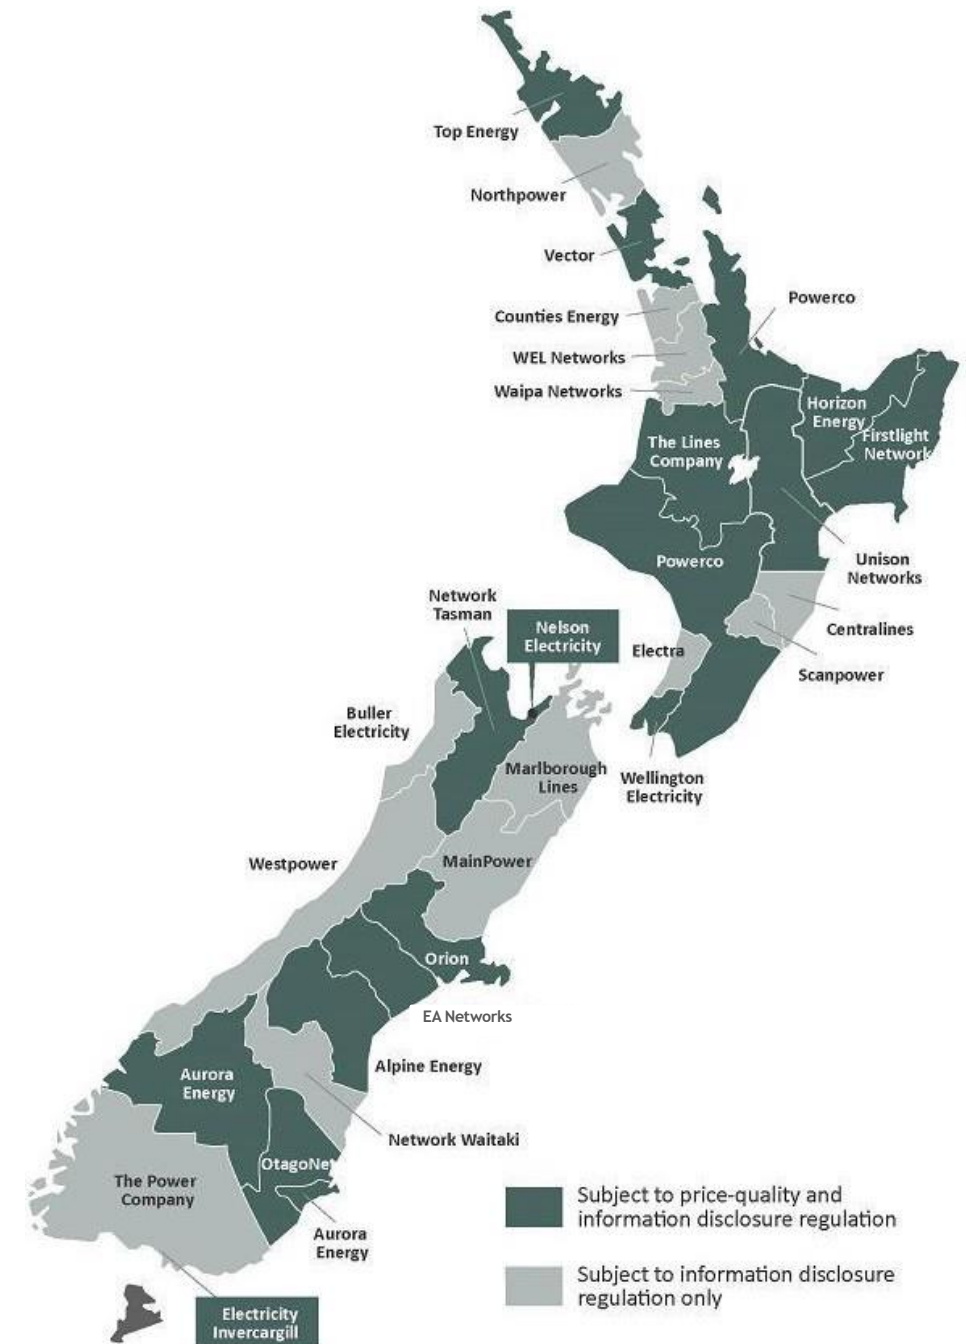 Top Energy
Northpower
Vector
Powerco
Counties Energy
WEL Networks
Waipa Networks
Horizon
Energy
Firstlight
Network
The Lines
Company
Powerco
Unison
Networks
Centralines
Scanpower
Electra
Wellington
Electricity
Network
Tasman
Nelson
Electricity
Buller
Electricity
Marlborough
Lines
Westpower
MainPower
Orion
EA Networks
Alpine Energy
Aurora
Energy
Network Waitaki
OtagoNet
The Power
Company
Aurora
Energy
Electricity
Invercargill
Subject to price-quality and
information disclosure regulation
Subject to information disclosure
regulation only